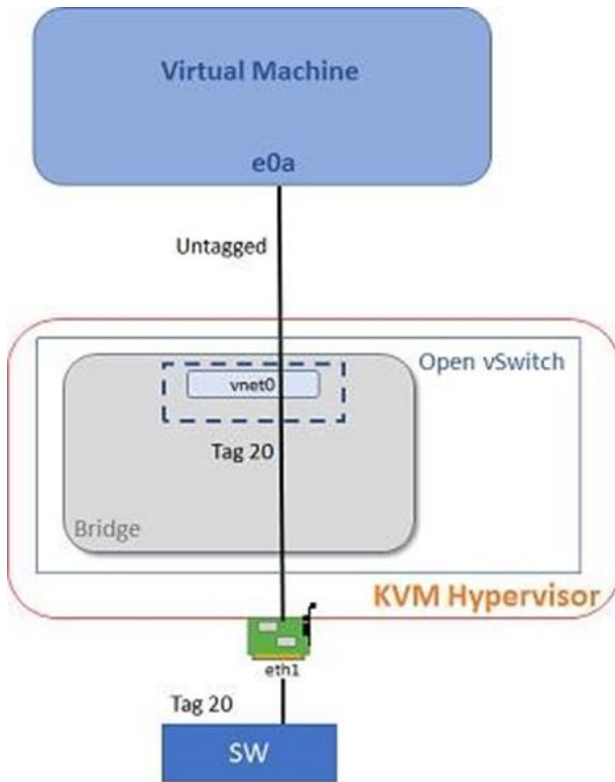 Virtual Machine
e0a
Untagged
Open vSwitch
vnet0
Tag 20
Bridge
KVM Hypervisor
eth1
Tag 20
SW